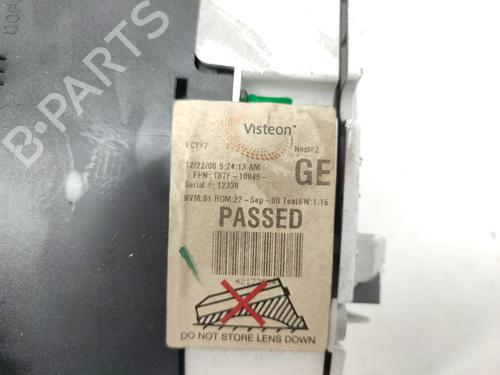 B-PARTS
Visteon
FCT#7 Nest#2
12/22/00 9:24:13 AM
FPN: 1S7F-10849-
GE
Serial #: 12336
NVM:01 ROM:27-Sep-00 TestSW:1.16
PASSED
DO NOT STORE LENS DOWN